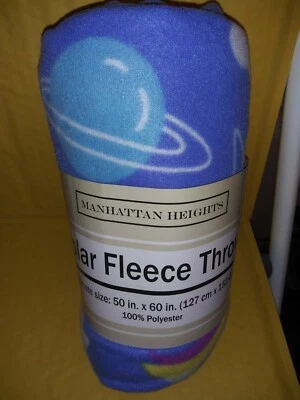 MANHATTAN HEIGHTS
lar Fleece Thro
size: 50 in. x 60 in. (127 cm x
100% Polyester